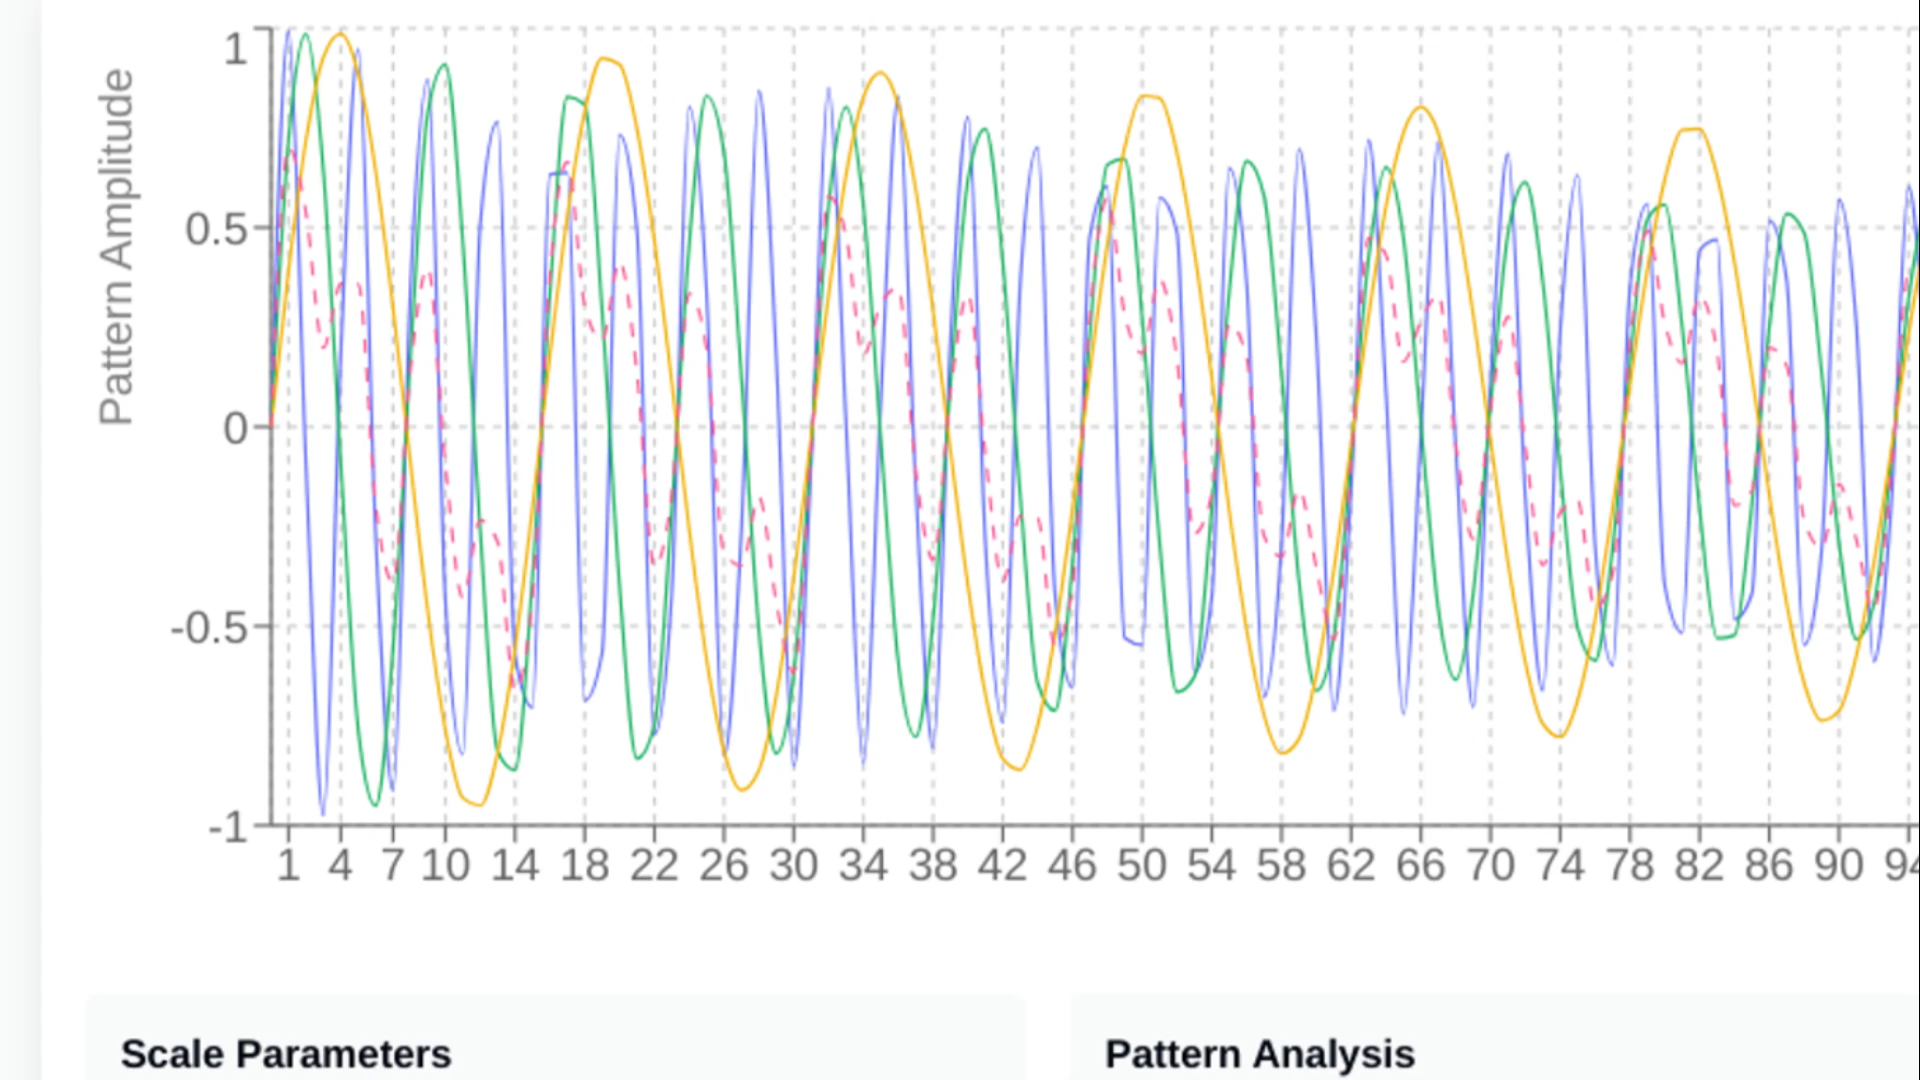 Pattern Amplitude
1
0.5
0
-0.5
-1
1 4 7 10 14 18 22 26 30 34 38 42 46 50 54 58 62 66 70 74 78 82 86 90 94
Scale Parameters
Pattern Analysis